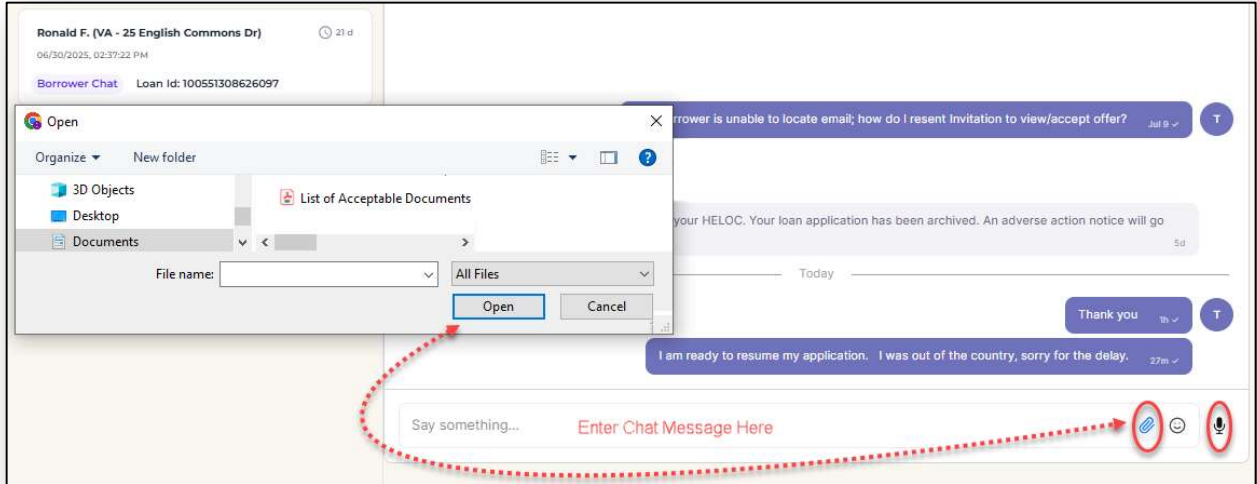 Ronald F. (VA - 25 English Commons Dr)
21 d
06/30/2025, 02:37:22 PM
Borrower Chat
Loan Id: 100551308626097
Open
Organize
New folder
3D Objects
Desktop
Documents
List of Acceptable Documents
File name:
All Files
Open
Cancel
rrower is unable to locate email; how do I resent Invitation to view/accept offer?
Jul 9
T
your HELOC. Your loan application has been archived. An adverse action notice will go
5d
Today
Thank you
1h
T
I am ready to resume my application. I was out of the country, sorry for the delay.
27m
Say something...
Enter Chat Message Here